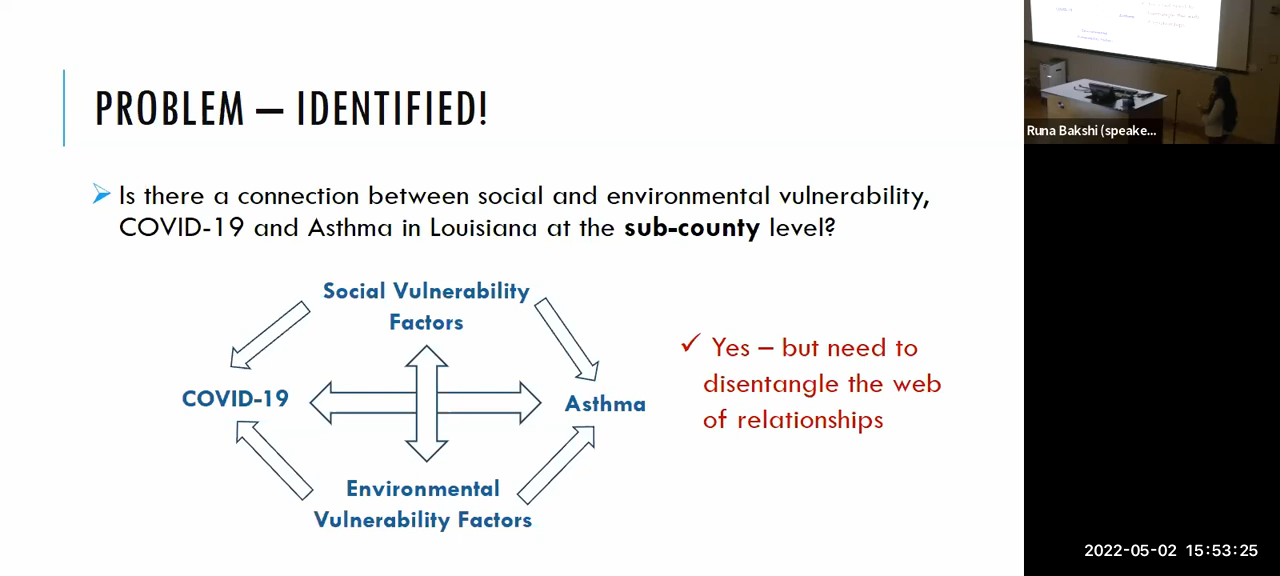 PROBLEM – IDENTIFIED!
Is there a connection between social and environmental vulnerability,
COVID-19 and Asthma in Louisiana at the sub-county level?
Social Vulnerability
Factors
COVID-19
Asthma
Environmental
Vulnerability Factors
Yes – but need to
disentangle the web
of relationships
Runa Bakshi (speake...
2022-05-02 15:53:25